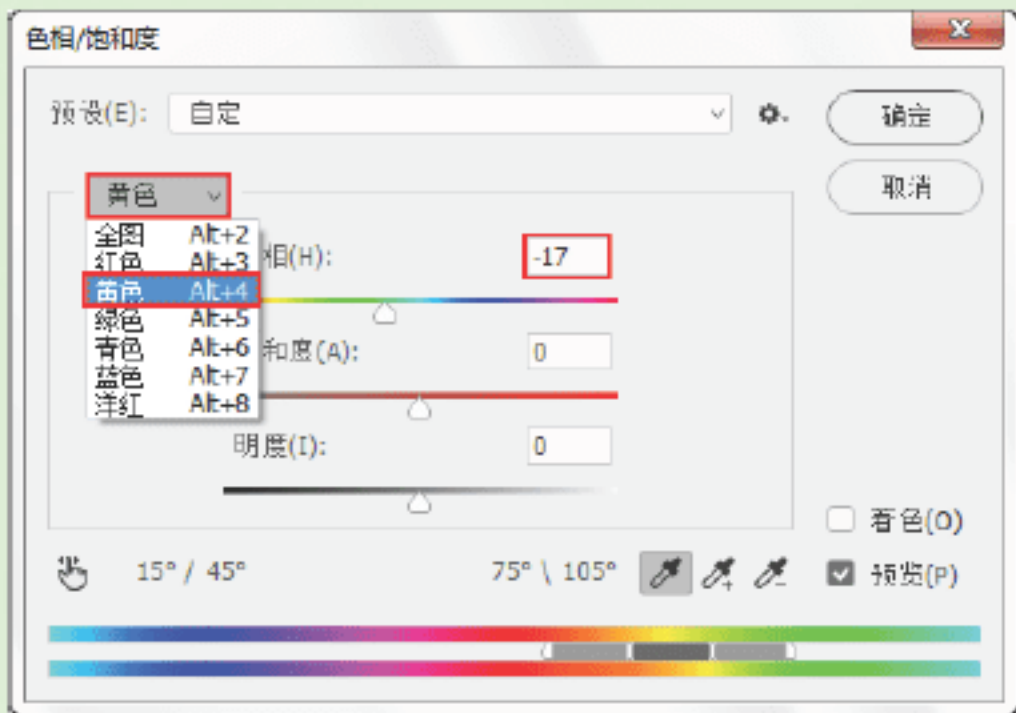 色相/饱和度
预设(E): 自定
确定
取消
黄色
全图 Alt+2
红色 Alt+3
黄色 Alt+4
绿色 Alt+5
青色 Alt+6
蓝色 Alt+7
洋红 Alt+8
相(H): -17
和度(A): 0
明度(I): 0
着色(O)
15° / 45° 75° \ 105°
预览(P)